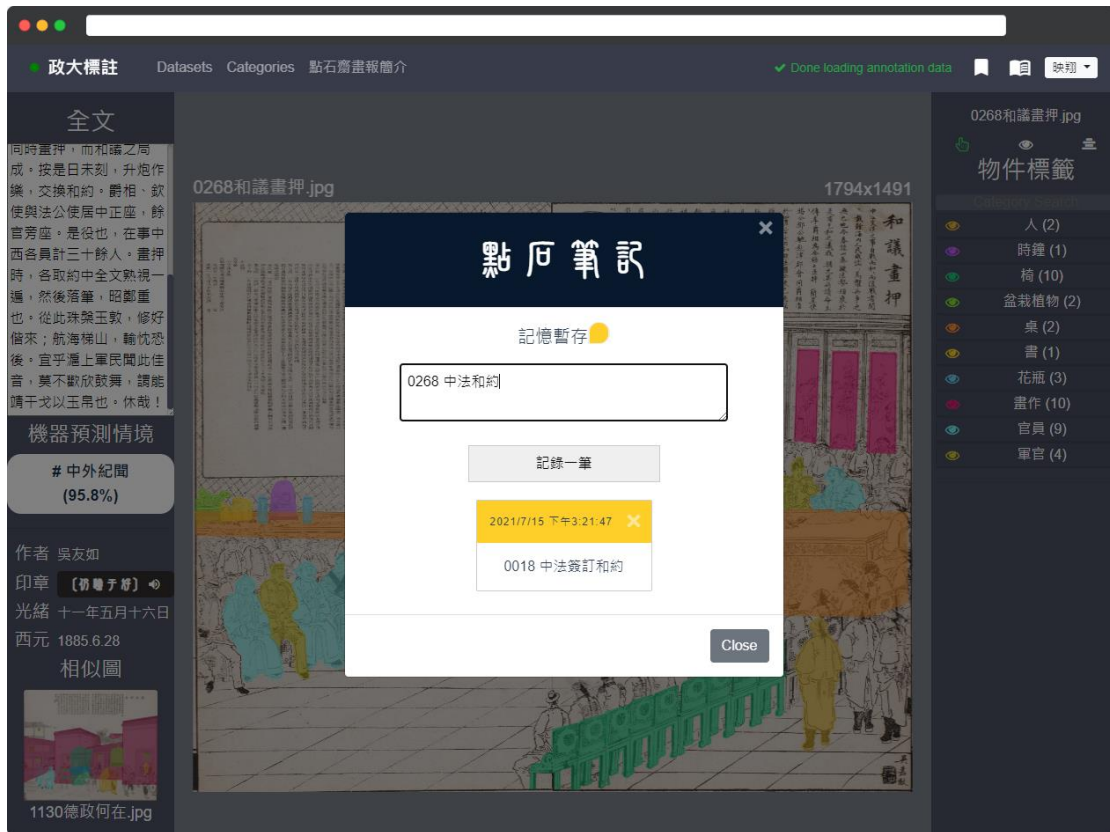 政大標註 Datasets Categories 點石齋畫報簡介 ✔ Done loading annotation data 映翔
全文
同時畫押,而和議之局
成。按是日未刻,升炮作
樂,交換和約。爵相、欽
使與法公使居中正座,餘
官旁座。是役也,在事中
西各員計三十餘人。畫押
時,各取約中全文熟視一
遍,然後落筆,昭鄭重
也。從此珠槃玉敦,修好
偕來;航海梯山,輸忱恐
後。宜乎滬上軍民聞此佳
音,莫不歡欣鼓舞,謂能
靖干戈以玉帛也。休哉!
機器預測情境
# 中外紀聞
(95.8%)
作者 吳友如
印章
光緒 十一年五月十六日
西元 1885.6.28
相似圖
1130德政何在.jpg
0268和議畫押.jpg 1794x1491
和議畫押
點石筆記
×
記憶暫存
0268 中法和約
記錄一筆
2021/7/15 下午3:21:47 ×
0018 中法簽訂和約
Close
0268和議畫押.jpg
物件標籤
Category Search
人 (2)
時鐘 (1)
椅 (10)
盆栽植物 (2)
桌 (2)
書 (1)
花瓶 (3)
畫作 (10)
官員 (9)
軍官 (4)